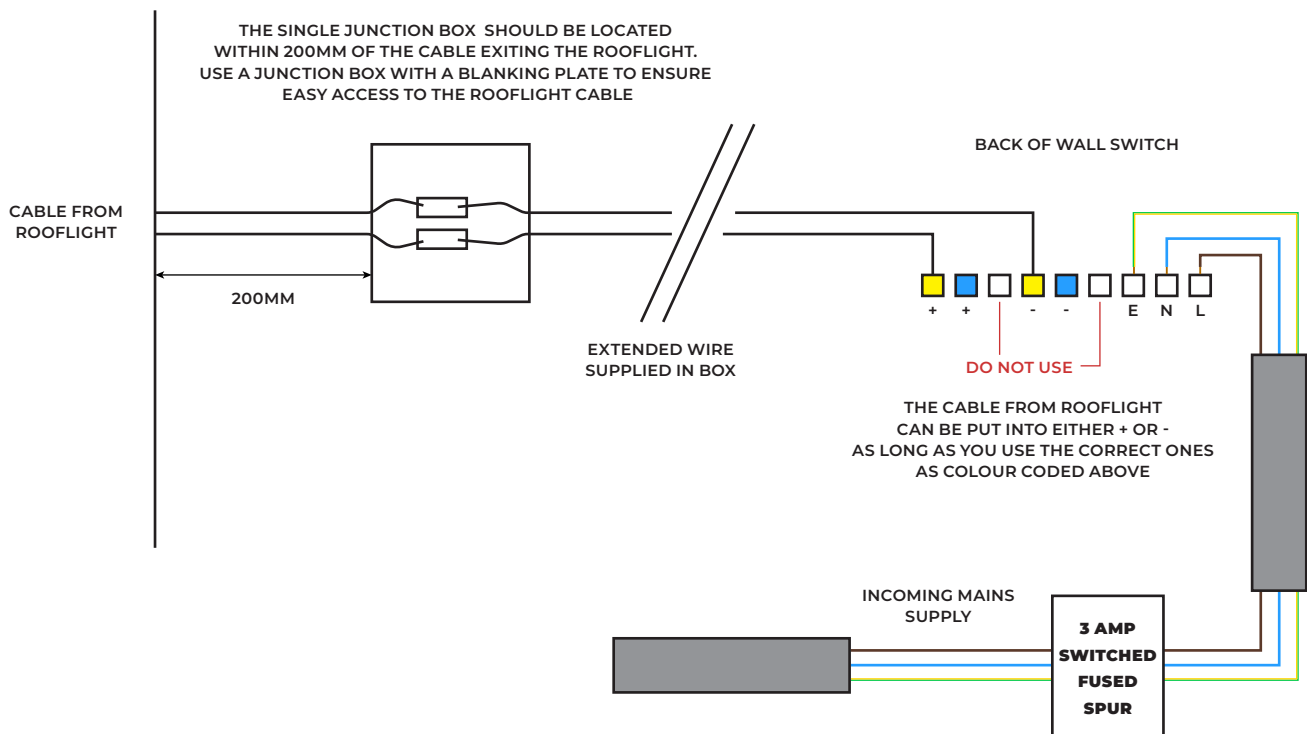 THE SINGLE JUNCTION BOX SHOULD BE LOCATED
WITHIN 200MM OF THE CABLE EXITING THE ROOFLIGHT.
USE A JUNCTION BOX WITH A BLANKING PLATE TO ENSURE
EASY ACCESS TO THE ROOFLIGHT CABLE
BACK OF WALL SWITCH
CABLE FROM
ROOFLIGHT
200MM
+ + - - E N L
EXTENDED WIRE
SUPPLIED IN BOX
DO NOT USE
THE CABLE FROM ROOFLIGHT
CAN BE PUT INTO EITHER + OR -
AS LONG AS YOU USE THE CORRECT ONES
AS COLOUR CODED ABOVE
INCOMING MAINS
SUPPLY
3 AMP
SWITCHED
FUSED
SPUR